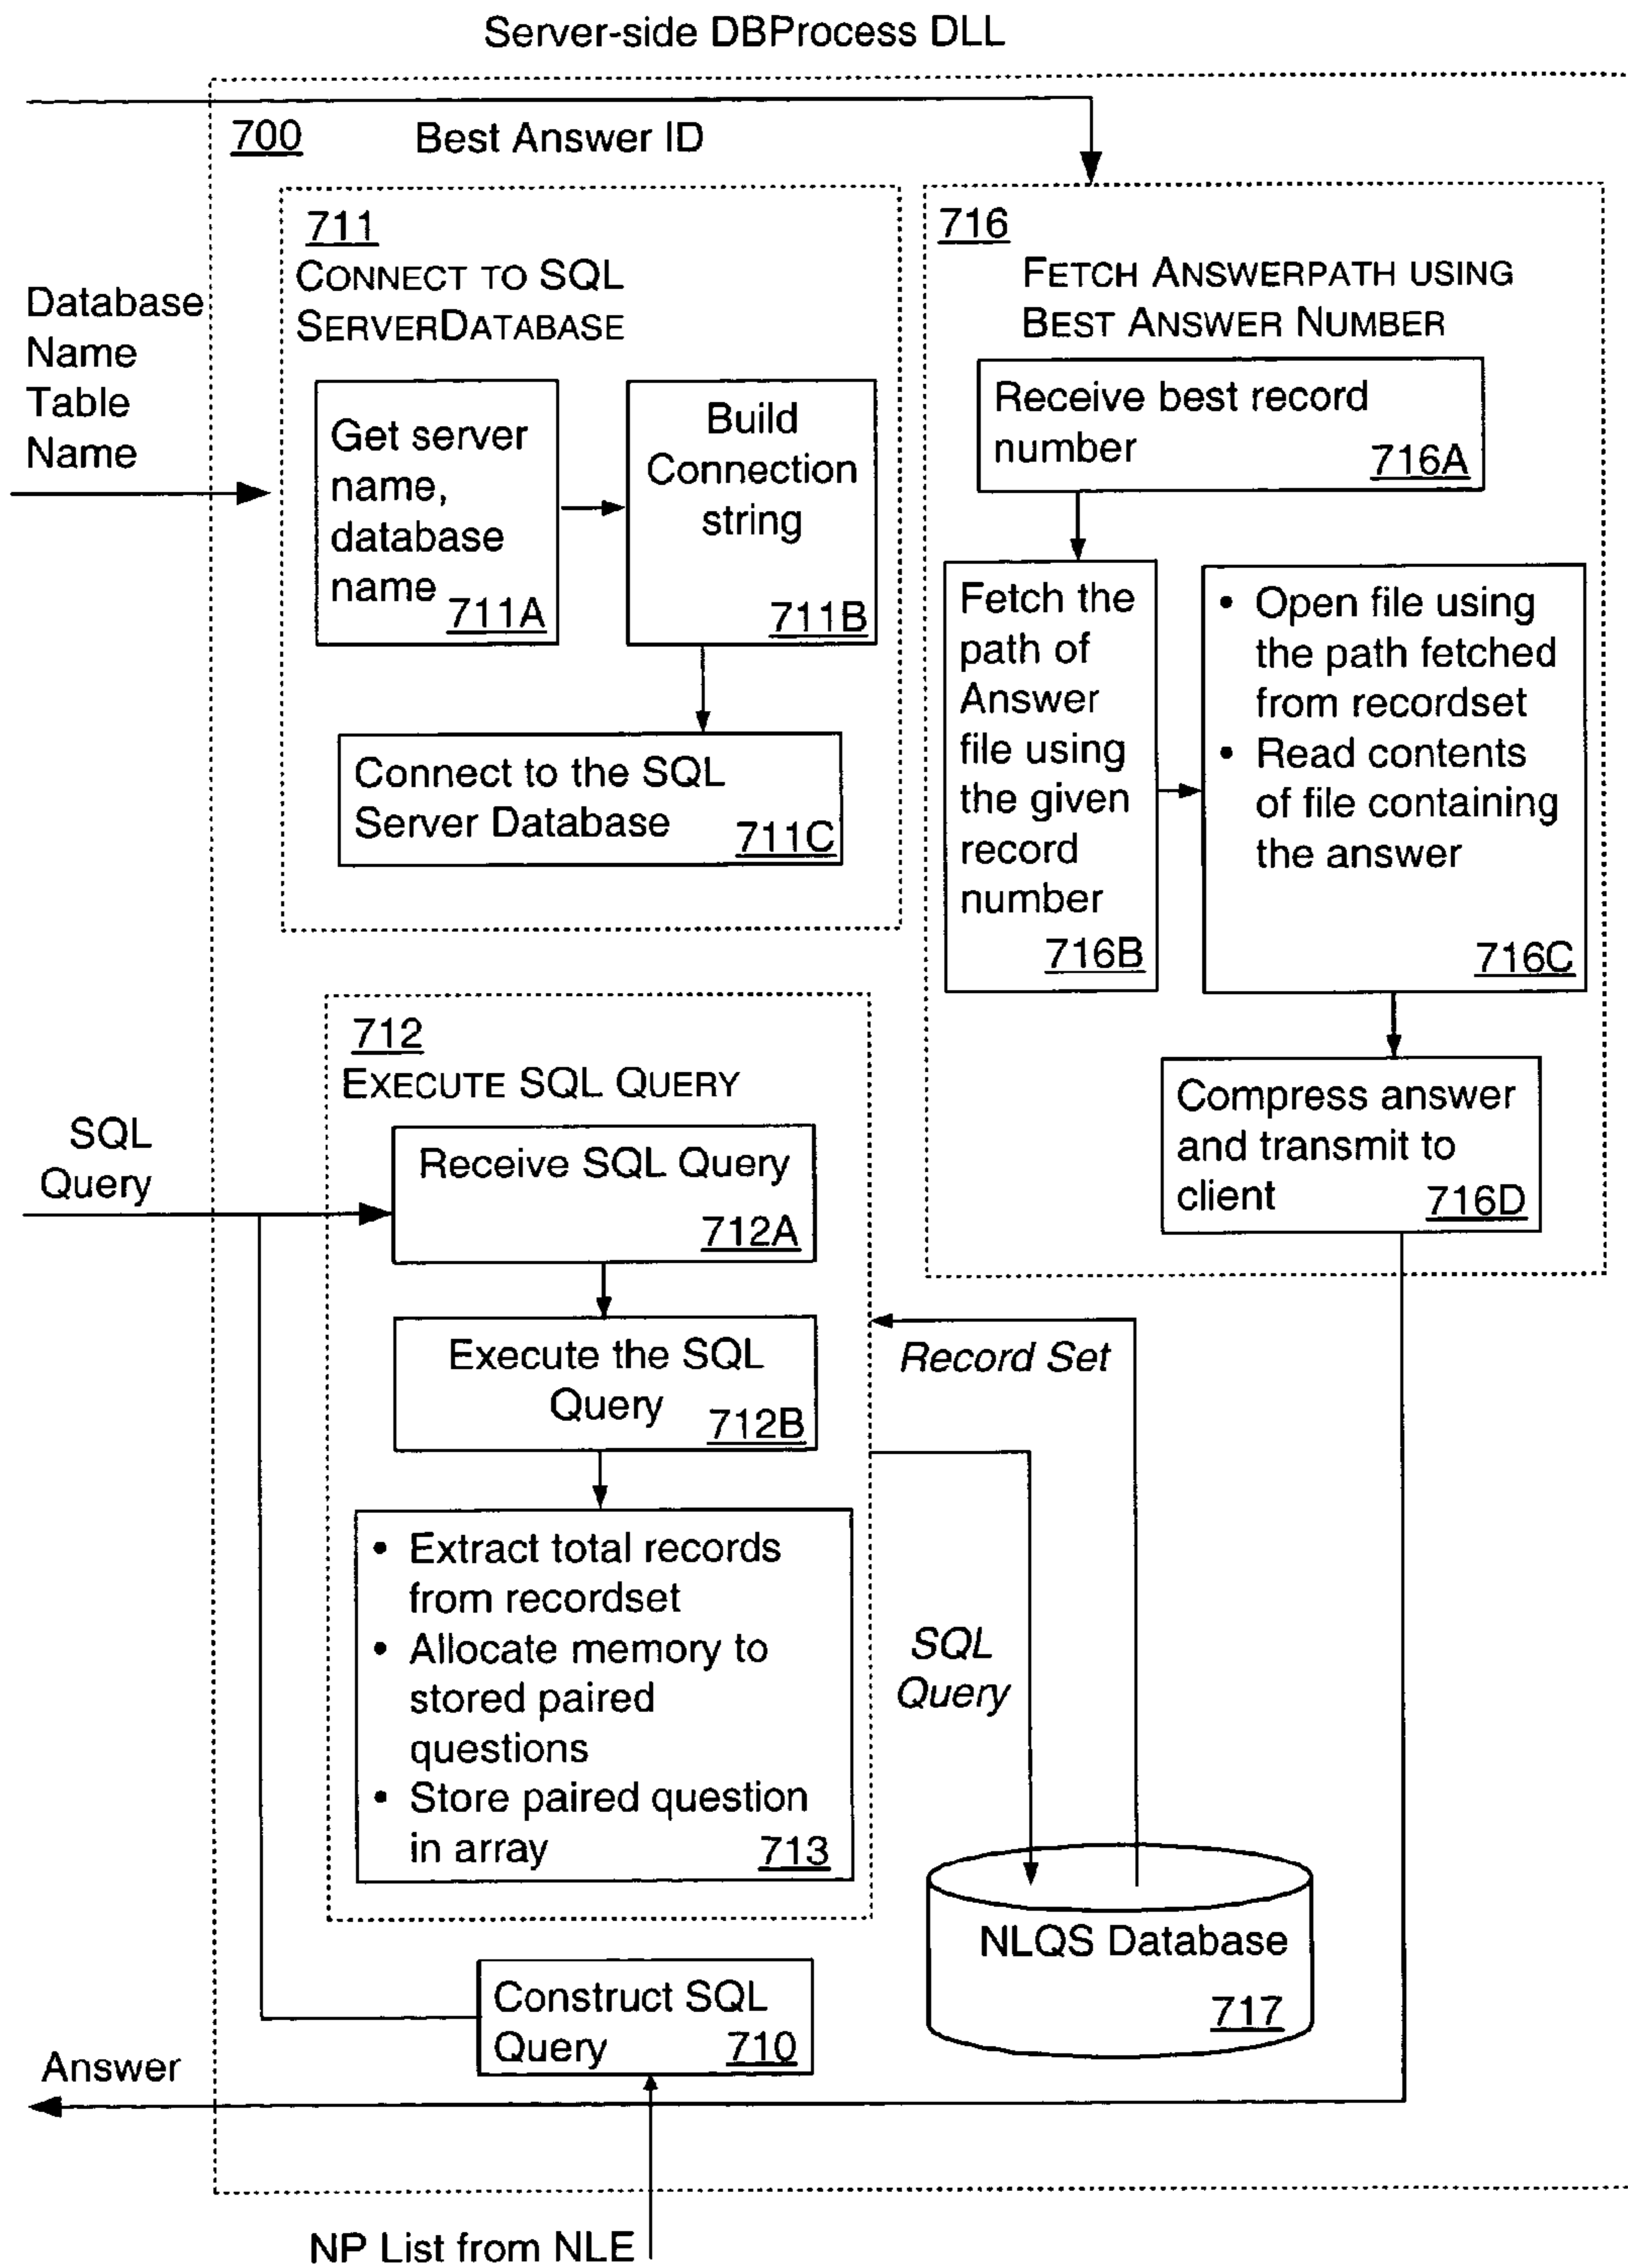 Server-side DBProcess DLL
700
Best Answer ID
Database
Name
Table
Name
711
CONNECT TO SQL
SERVERDATABASE
Get server
name,
database
name
711A
Build
Connection
string
711B
Connect to the SQL
Server Database
711C
716
FETCH ANSWERPATH USING
BEST ANSWER NUMBER
Receive best record
number
716A
Fetch the
path of
Answer
file using
the given
record
number
716B
• Open file using
the path fetched
from recordset
• Read contents
of file containing
the answer
716C
Compress answer
and transmit to
client
716D
712
EXECUTE SQL QUERY
SQL
Query
Receive SQL Query
712A
Execute the SQL
Query
712B
• Extract total records
from recordset
• Allocate memory to
stored paired
questions
• Store paired question
in array
713
Record Set
SQL
Query
NLQS Database
717
Construct SQL
Query
710
Answer
NP List from NLE